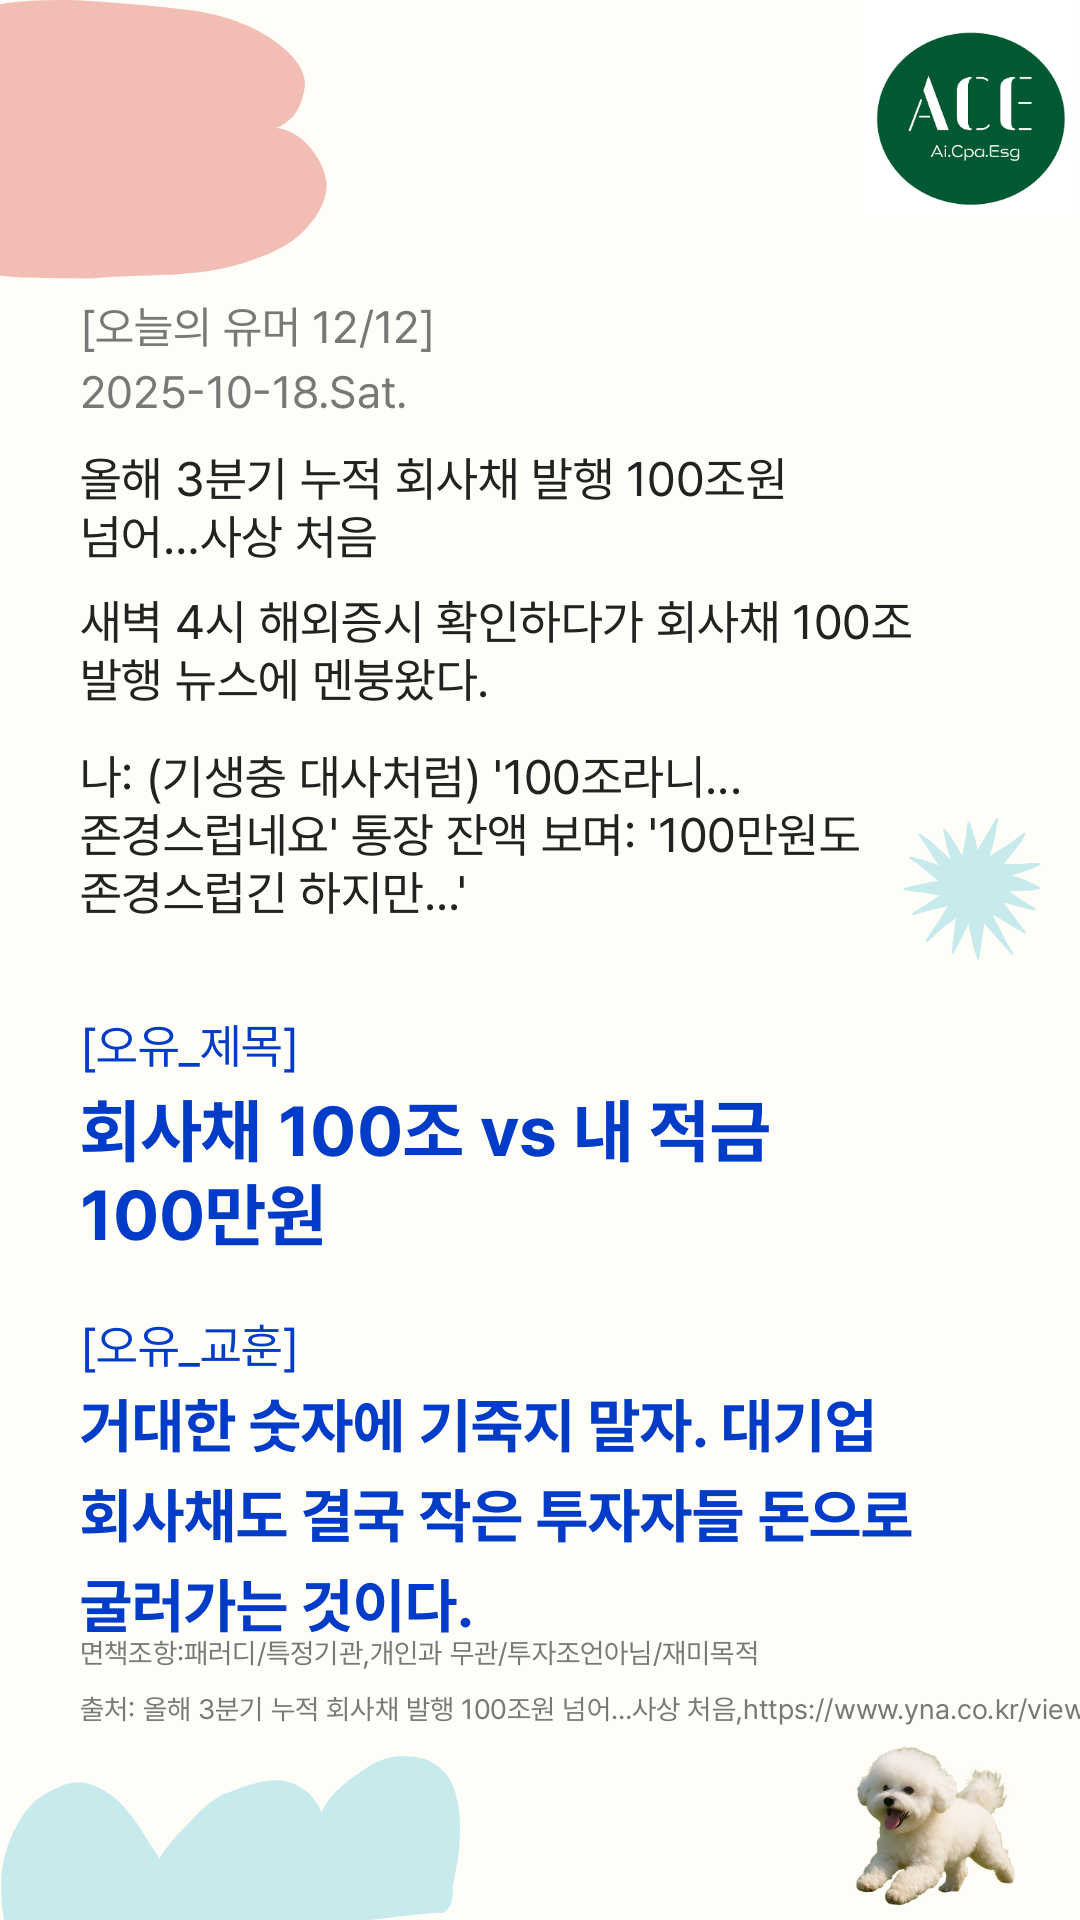 ACE
Ai.Cpa.Esg
[오늘의 유머 12/12]
2025-10-18.Sat.
올해 3분기 누적 회사채 발행 100조원
넘어...사상 처음
새벽 4시 해외증시 확인하다가 회사채 100조
발행 뉴스에 멘붕왔다.
나: (기생충 대사처럼) '100조라니...
존경스럽네요' 통장 잔액 보며: '100만원도
존경스럽긴 하지만...'
[오유_제목]
회사채 100조 vs 내 적금
100만원
[오유_교훈]
거대한 숫자에 기죽지 말자. 대기업
회사채도 결국 작은 투자자들 돈으로
굴러가는 것이다.
면책조항:패러디/특정기관,개인과 무관/투자조언아님/재미목적
출처: 올해 3분기 누적 회사채 발행 100조원 넘어...사상 처음,https://www.yna.co.kr/view